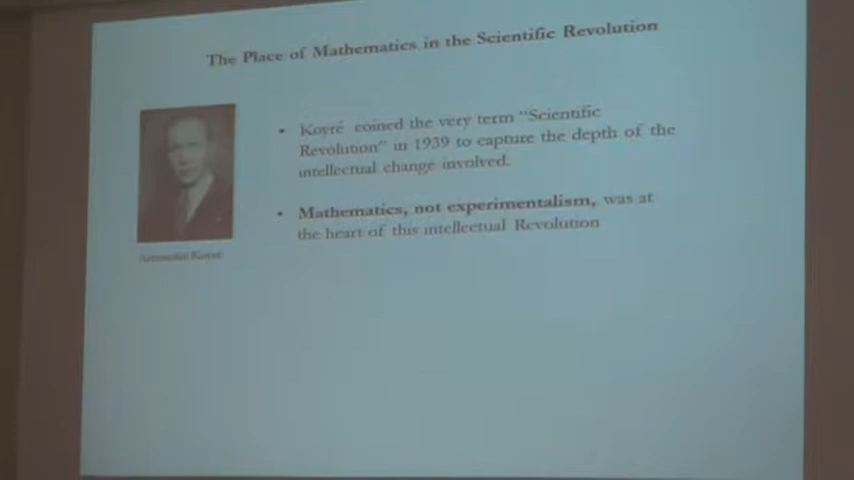 The Place of Mathematics in the Scientific Revolution
• Koyré coined the very term "Scientific
Revolution" in 1939 to capture the depth of the
intellectual change involved.
• Mathematics, not experimentalism, was at
the heart of this intellectual Revolution
Koyré